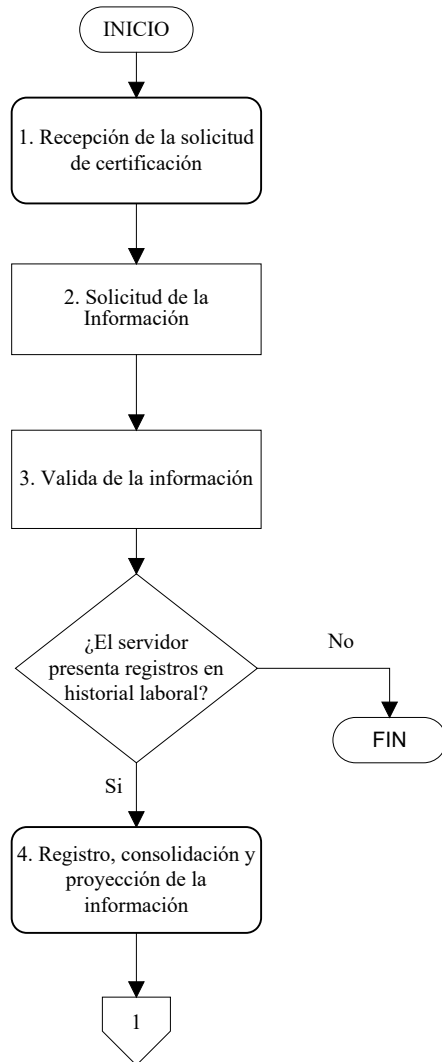 INICIO
1. Recepción de la solicitud
de certificación
2. Solicitud de la
Información
3. Valida de la información
¿El servidor
presenta registros en
historial laboral?
No
FIN
Si
4. Registro, consolidación y
proyección de la
información
1